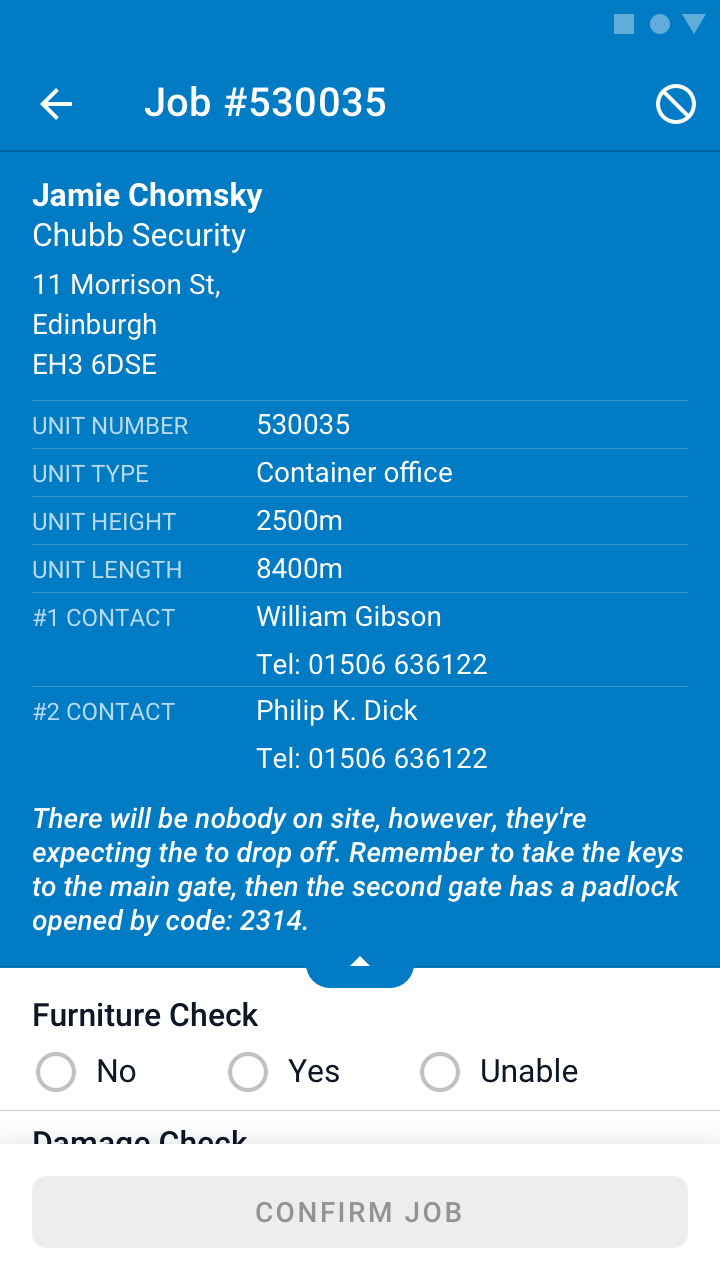 Job #530035
Jamie Chomsky
Chubb Security
11 Morrison St,
Edinburgh
EH3 6DSE
UNIT NUMBER 530035
UNIT TYPE Container office
UNIT HEIGHT 2500m
UNIT LENGTH 8400m
#1 CONTACT William Gibson
Tel: 01506 636122
#2 CONTACT Philip K. Dick
Tel: 01506 636122
There will be nobody on site, however, they're
expecting the to drop off. Remember to take the keys
to the main gate, then the second gate has a padlock
opened by code: 2314.
Furniture Check
No Yes Unable
Damage Check
CONFIRM JOB